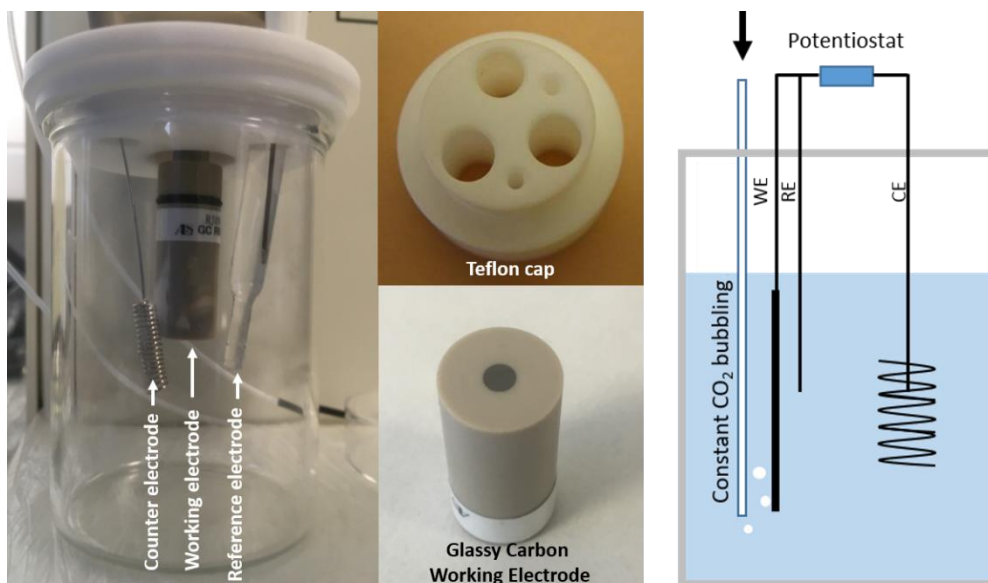 Counter electrode
Working electrode
Reference electrode
GC
Teflon cap
Glassy Carbon
Working Electrode
Potentiostat
Constant CO₂ bubbling
WE
RE
CE